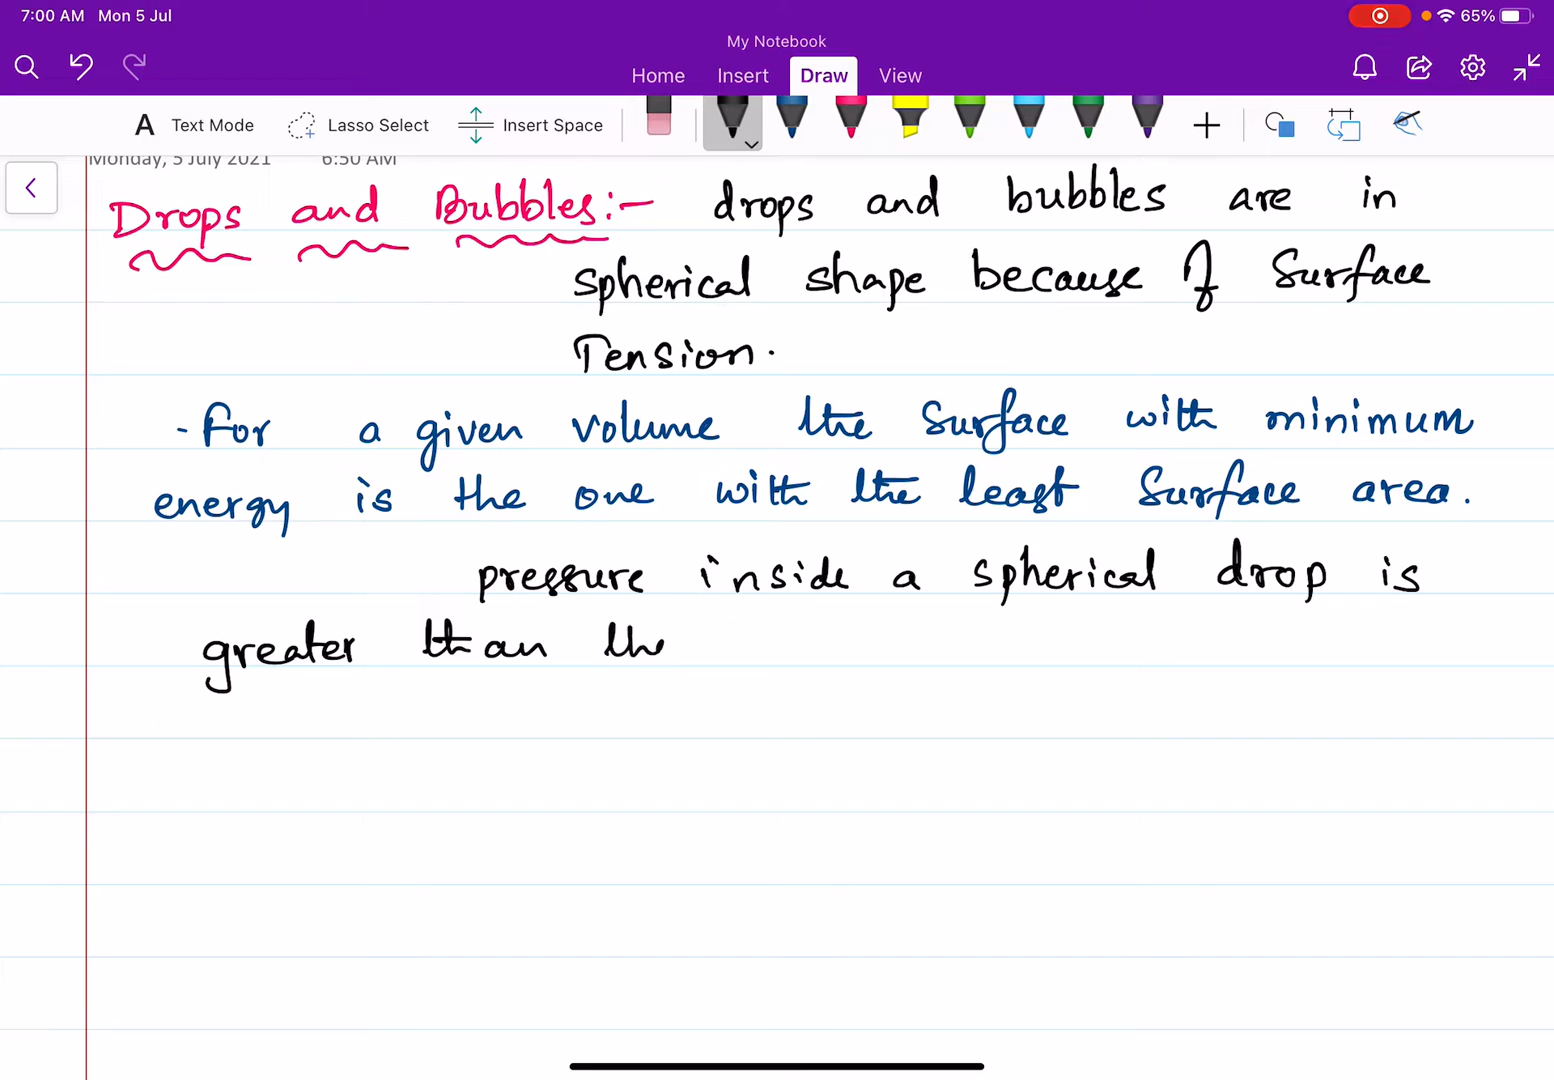 7:00 AM Mon 5 Jul 65%
My Notebook
Home Insert Draw View
A Text Mode Lasso Select Insert Space
Monday, 5 July 2021 6:50 AM
Drops and Bubbles:- drops and bubbles are in
spherical shape because of Surface
Tension.
- For a given volume the Surface with minimum
energy is the one with the least Surface area.
pressure inside a spherical drop is
greater than the